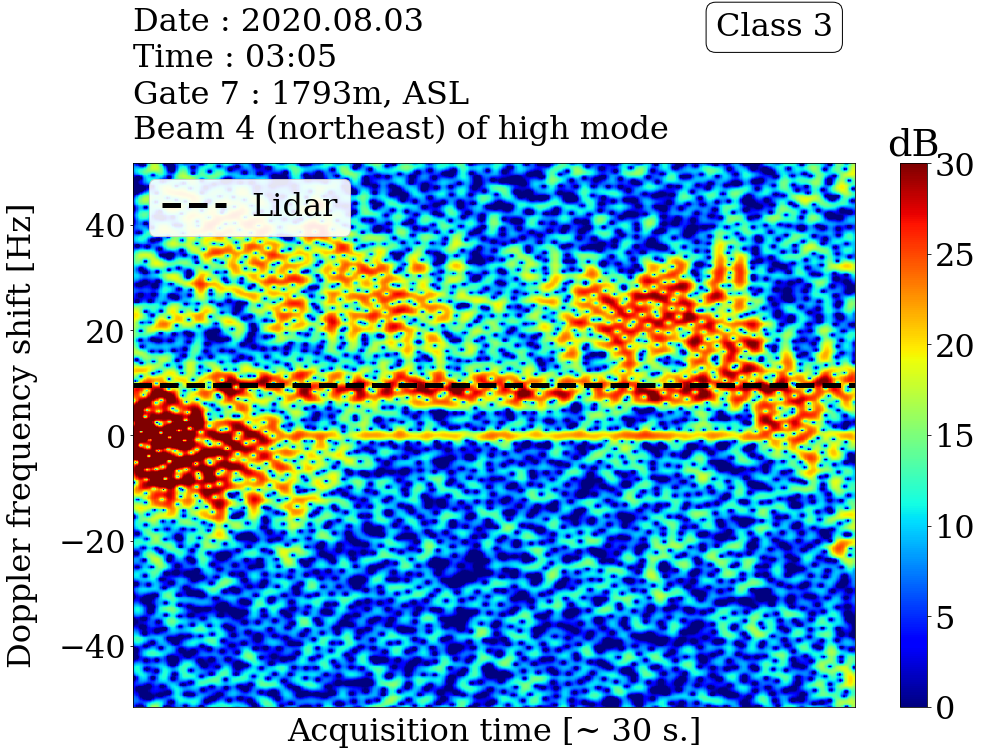 Date : 2020.08.03
Time : 03:05
Gate 7 : 1793m, ASL
Beam 4 (northeast) of high mode
Class 3
dB
Lidar
Doppler frequency shift [Hz]
40
20
0
−20
−40
30
25
20
15
10
5
0
Acquisition time [~ 30 s.]